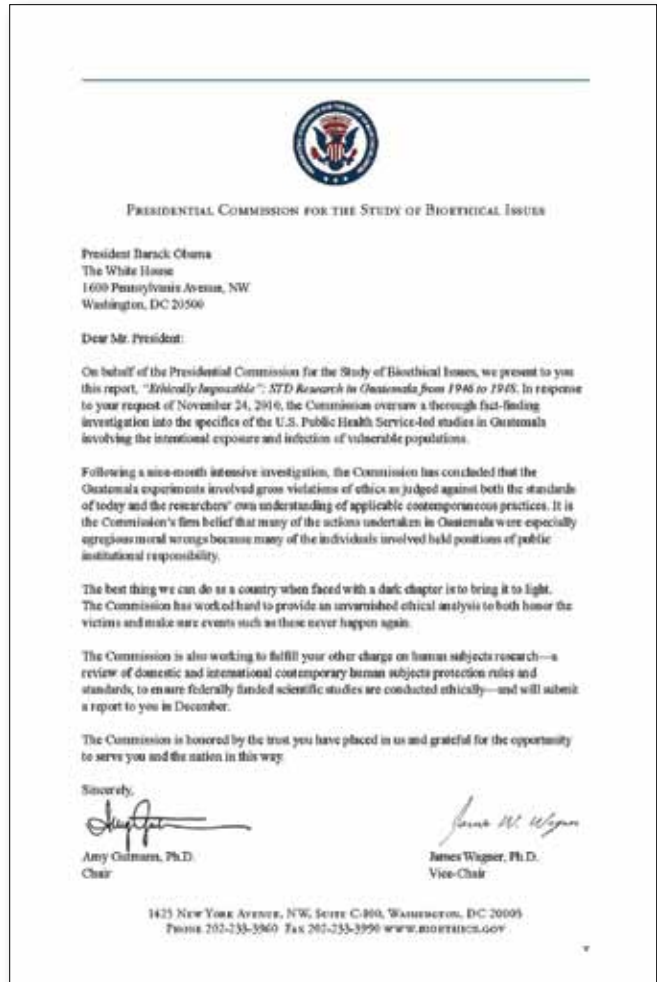 PRESIDENTIAL COMMISSION FOR THE STUDY OF BIOETHICAL ISSUES
President Barack Obama
The White House
1600 Pennsylvania Avenue, NW
Washington, DC 20500
Dear Mr. President:
On behalf of the Presidential Commission for the Study of Bioethical Issues, we present to you
this report, "Ethically Impossible": STD Research in Guatemala from 1946 to 1948. In response
to your request of November 24, 2010, the Commission oversaw a thorough fact-finding
investigation into the specifics of the U.S. Public Health Service-led studies in Guatemala
involving the intentional exposure and infection of vulnerable populations.
Following a nine-month intensive investigation, the Commission has concluded that the
Guatemala experiments involved gross violations of ethics as judged against both the standards
of today and the researchers' own understanding of applicable contemporaneous practices. It is
the Commission's firm belief that many of the actions undertaken in Guatemala were especially
egregious moral wrongs because many of the individuals involved held positions of public
institutional responsibility.
The best thing we can do as a country when faced with a dark chapter is to bring it to light.
The Commission has worked hard to provide an unvarnished ethical analysis to both honor the
victims and make sure events such as these never happen again.
The Commission is also working to fulfill your other charge on human subjects research—a
review of domestic and international contemporary human subjects protection rules and
standards, to ensure federally funded scientific studies are conducted ethically—and will submit
a report to you in December.
The Commission is honored by the trust you have placed in us and grateful for the opportunity
to serve you and the nation in this way.
Sincerely,
James W. Wagner
Amy Gutmann, Ph.D. James Wagner, Ph.D.
Chair Vice-Chair
1425 NEW YORK AVENUE, NW, SUITE C-100, WASHINGTON, DC 20005
PHONE 202-233-3960 FAX 202-233-3990 WWW.BIOETHICS.GOV
v